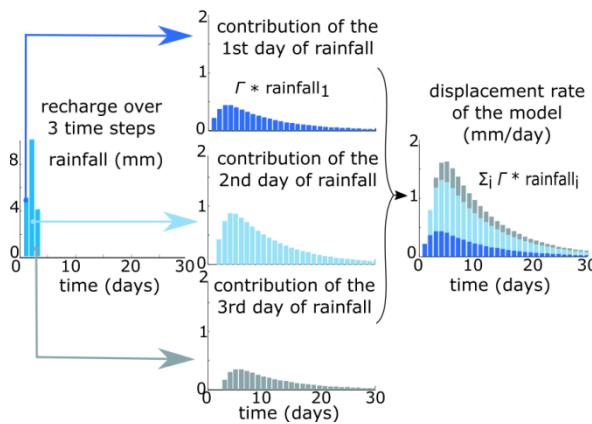 contribution of the
1st day of rainfall
2
Γ * rainfall1
1
0
recharge over
3 time steps
rainfall (mm)
8
4
0
0 10 20 30
time (days)
contribution of the
2nd day of rainfall
2
1
0
contribution of the
3rd day of rainfall
2
1
0
0 10 20 30
time (days)
displacement rate
of the model
(mm/day)
2
Σi Γ * rainfalli
1
0
0 10 20 30
time (days)